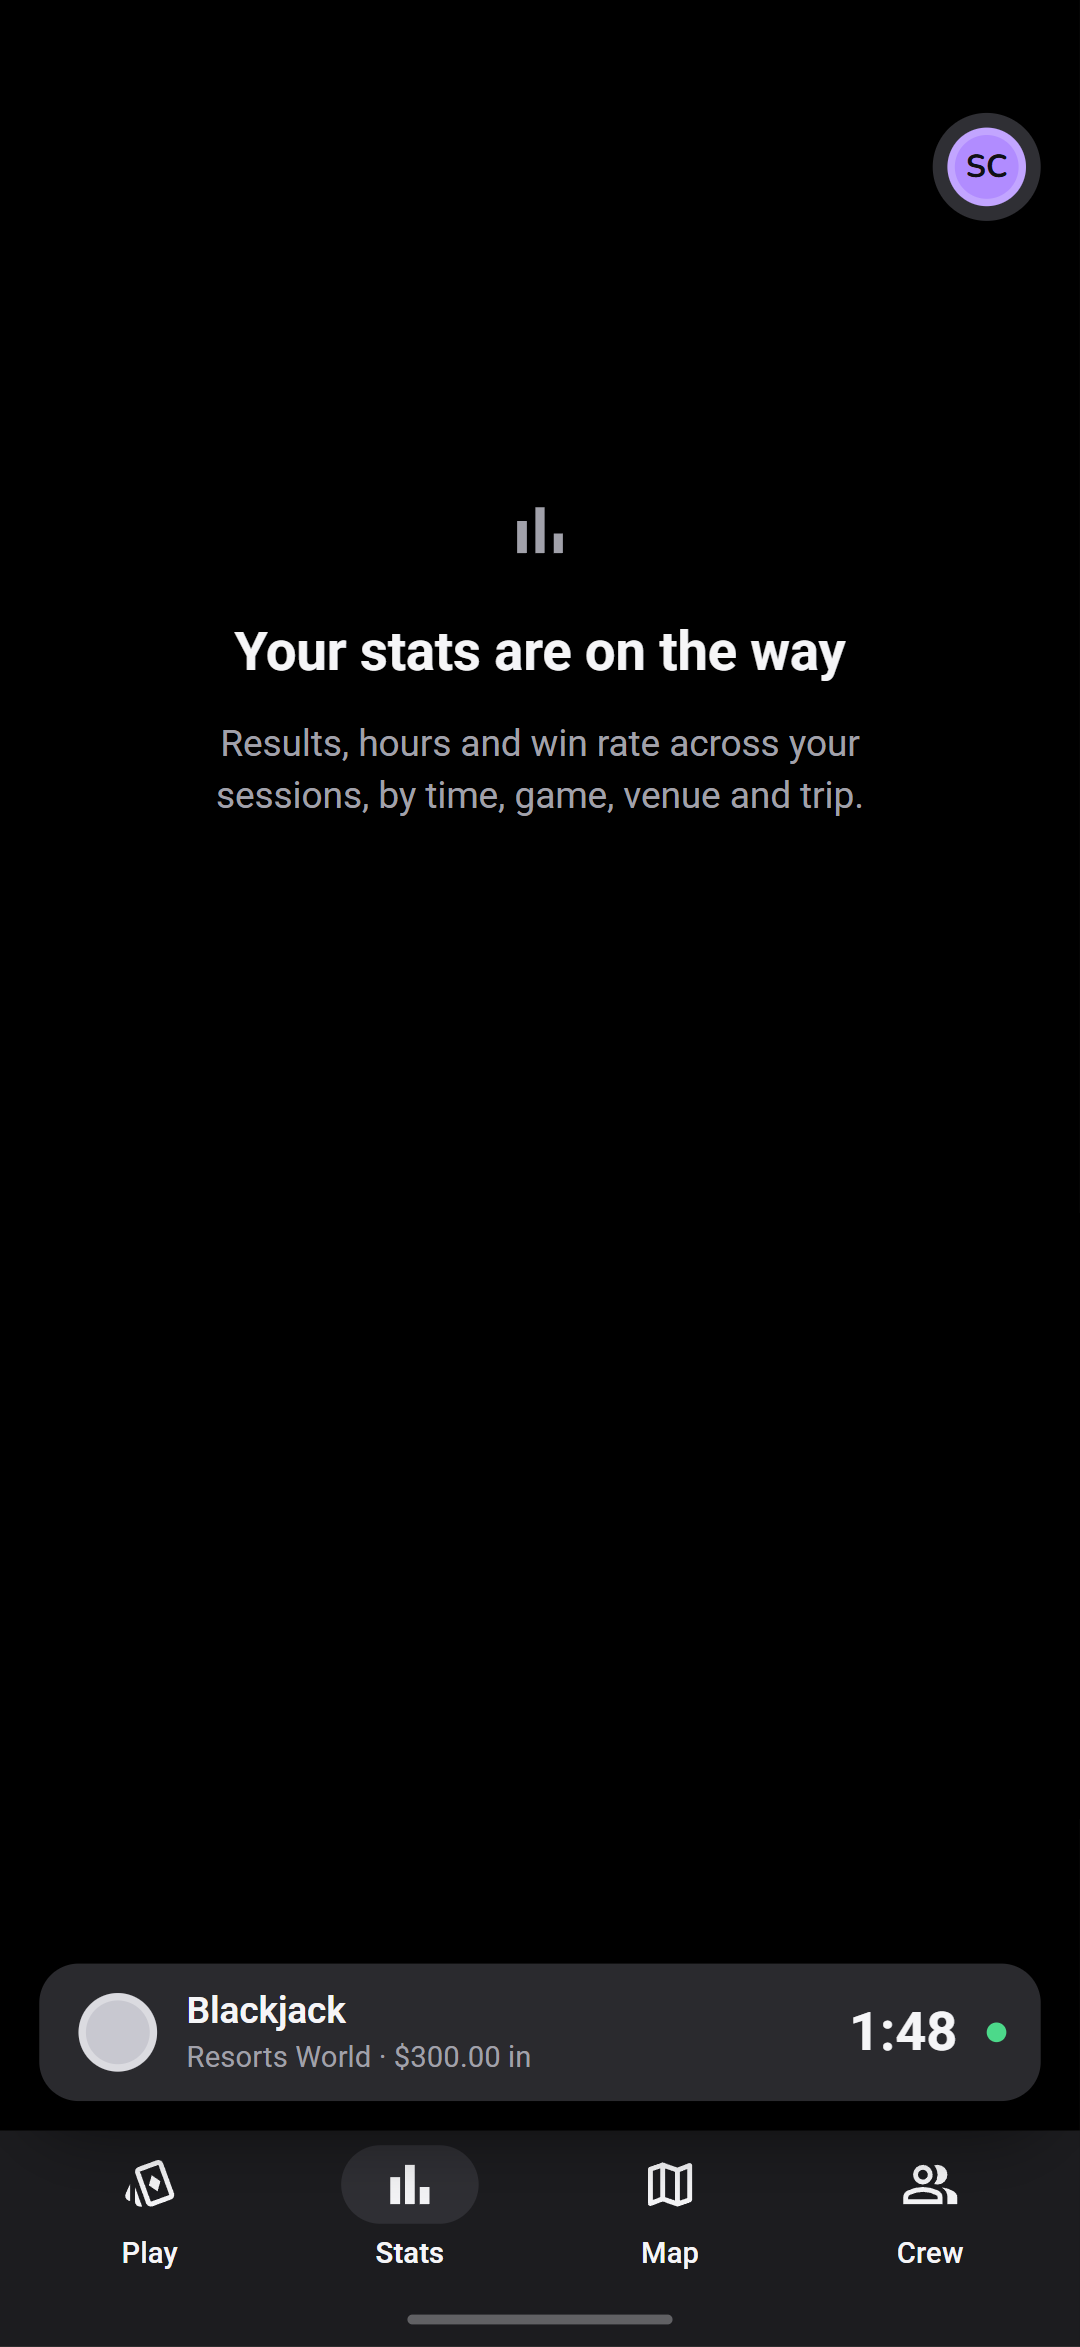 SC
Your stats are on the way
Results, hours and win rate across your
sessions, by time, game, venue and trip.
Blackjack
Resorts World · $300.00 in
1:48
Play
Stats
Map
Crew